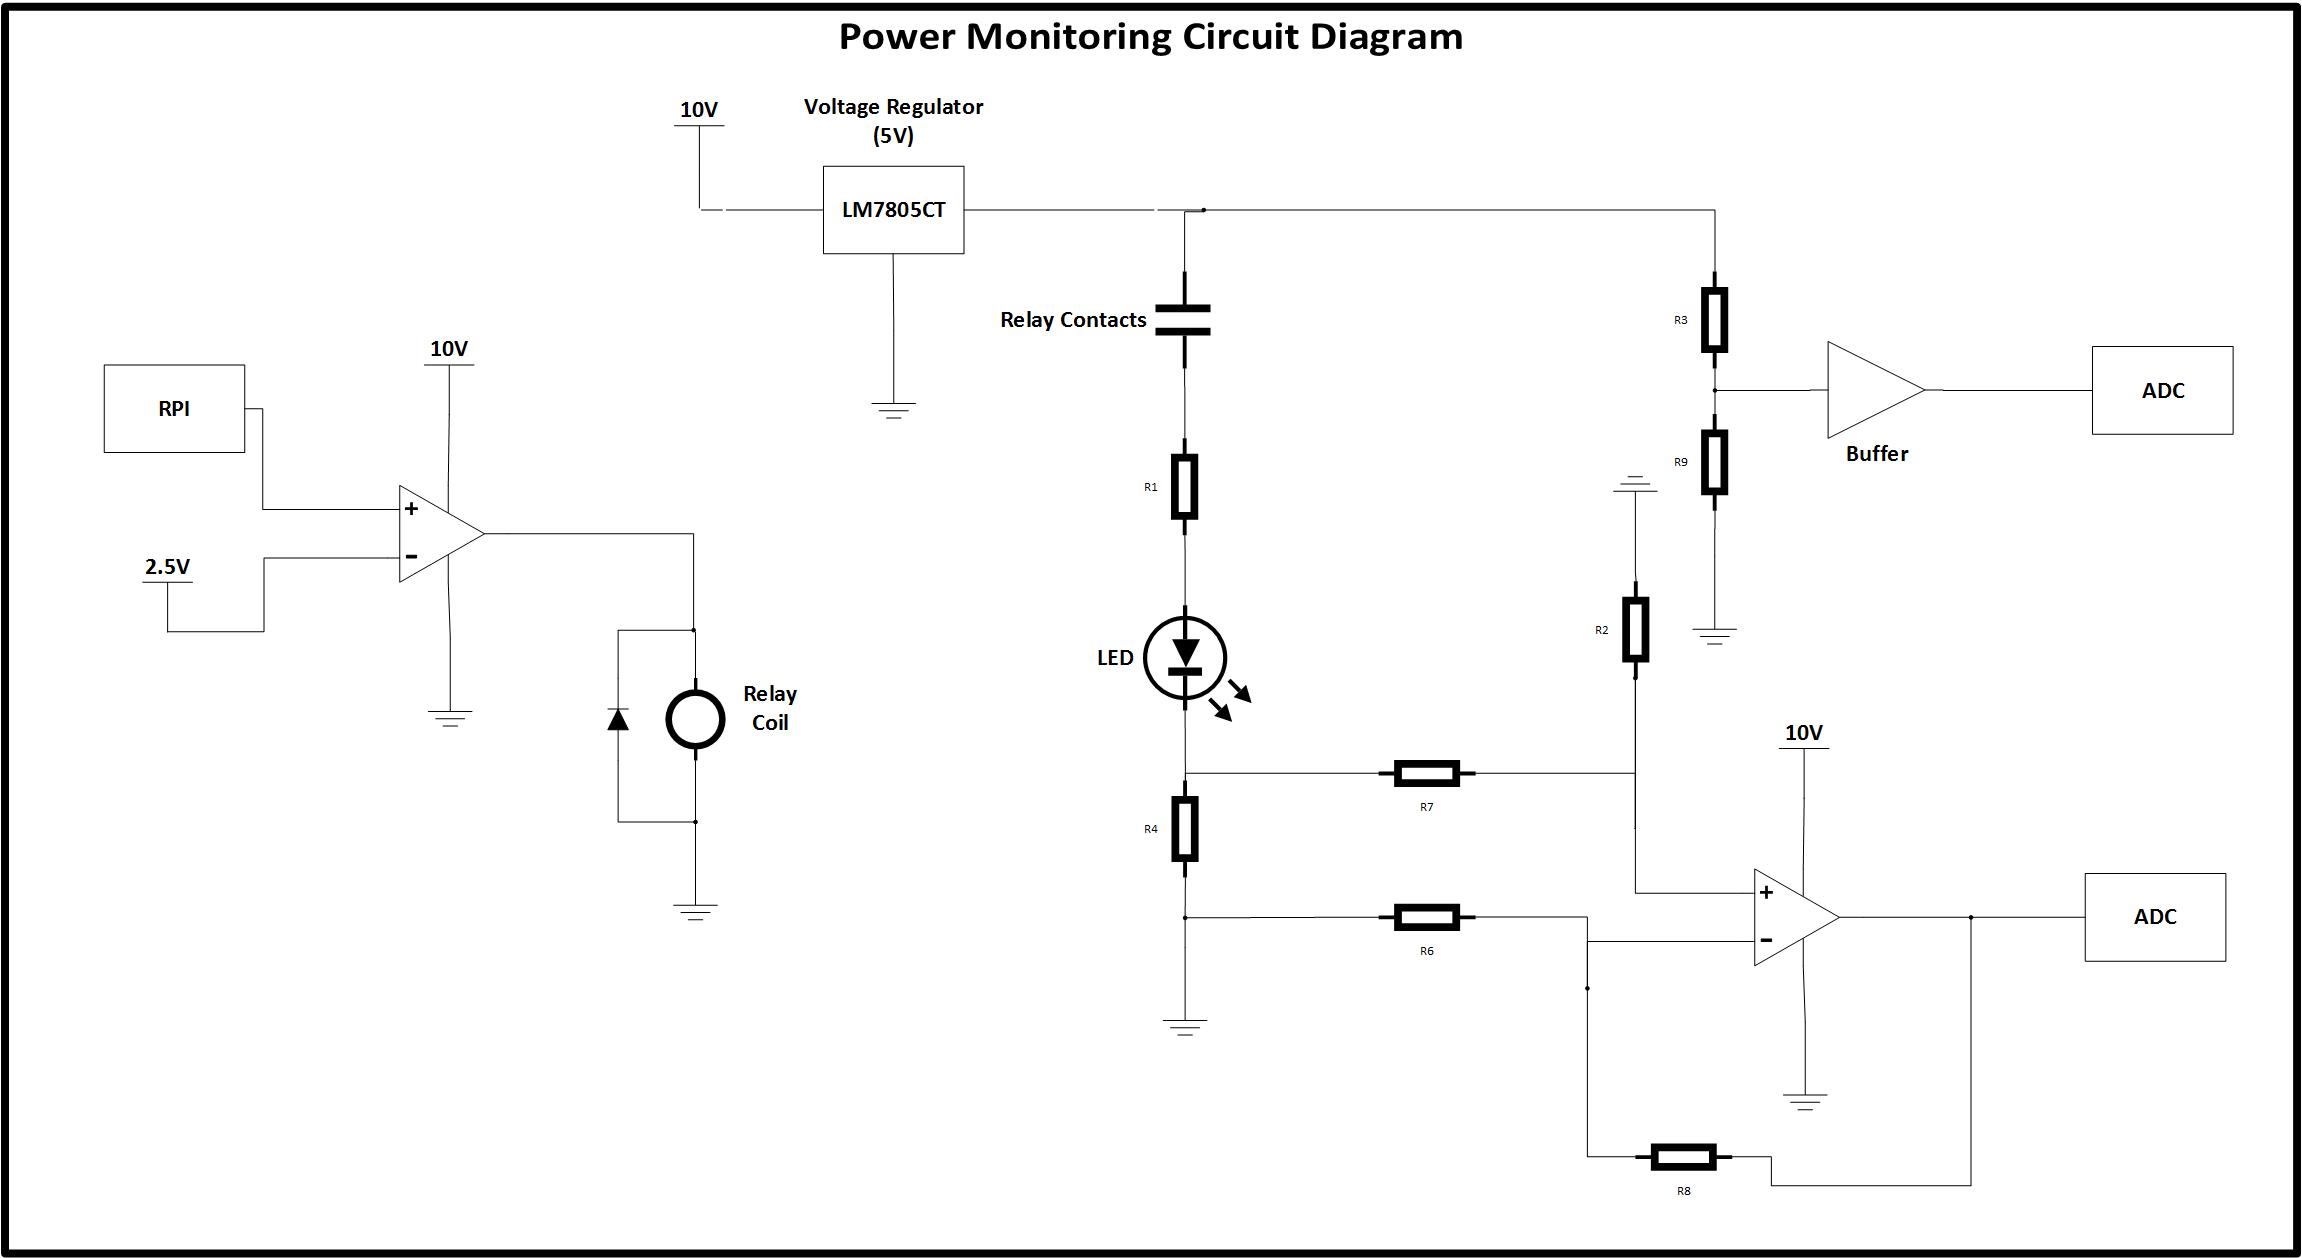 Power Monitoring Circuit Diagram
10V
Voltage Regulator
(5V)
LM7805CT
Relay Contacts
R3
10V
RPI
ADC
Buffer
R9
R1
+
-
2.5V
R2
LED
Relay
Coil
10V
R7
R4
+
-
ADC
R6
R8